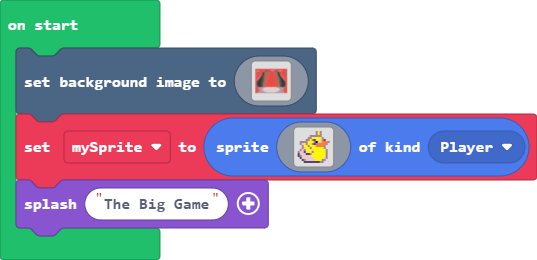 on start
set background image to
set mySprite to sprite of kind Player
splash "The Big Game"